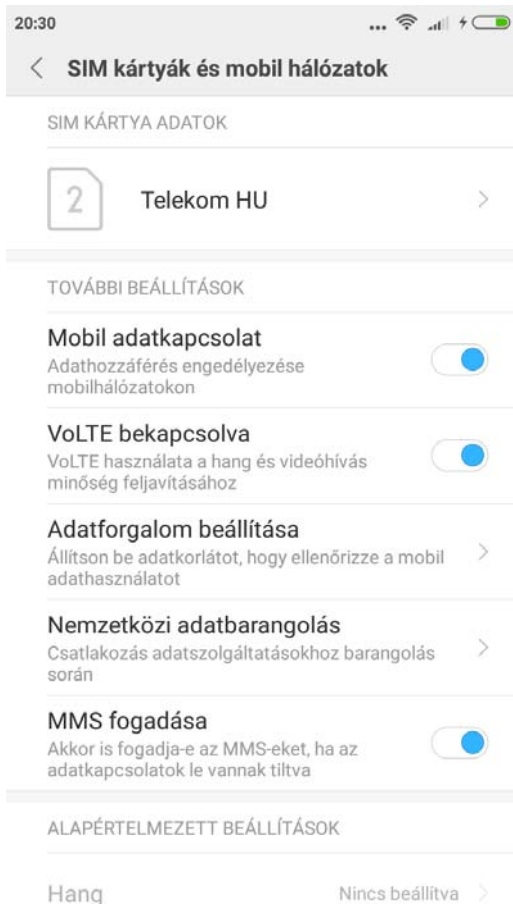 20:30
SIM kártyák és mobil hálózatok
SIM KÁRTYA ADATOK
2
Telekom HU
TOVÁBBI BEÁLLÍTÁSOK
Mobil adatkapcsolat
Adathozzáférés engedélyezése
mobilhálózatokon
VoLTE bekapcsolva
VoLTE használata a hang és videóhívás
minőség feljavításához
Adatforgalom beállítása
Állítson be adatkorlátot, hogy ellenőrizze a mobil
adathasználatot
Nemzetközi adatbarangolás
Csatlakozás adatszolgáltatásokhoz barangolás
során
MMS fogadása
Akkor is fogadja-e az MMS-eket, ha az
adatkapcsolatok le vannak tiltva
ALAPÉRTELMEZETT BEÁLLÍTÁSOK
Hang Nincs beállítva